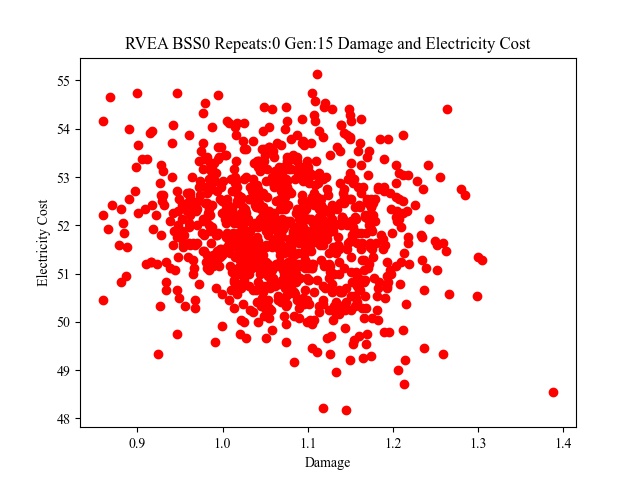 RVEA BSS0 Repeats:0 Gen:15 Damage and Electricity Cost
55
54
53
52
51
50
49
48
Electricity Cost
0.9 1.0 1.1 1.2 1.3 1.4
Damage